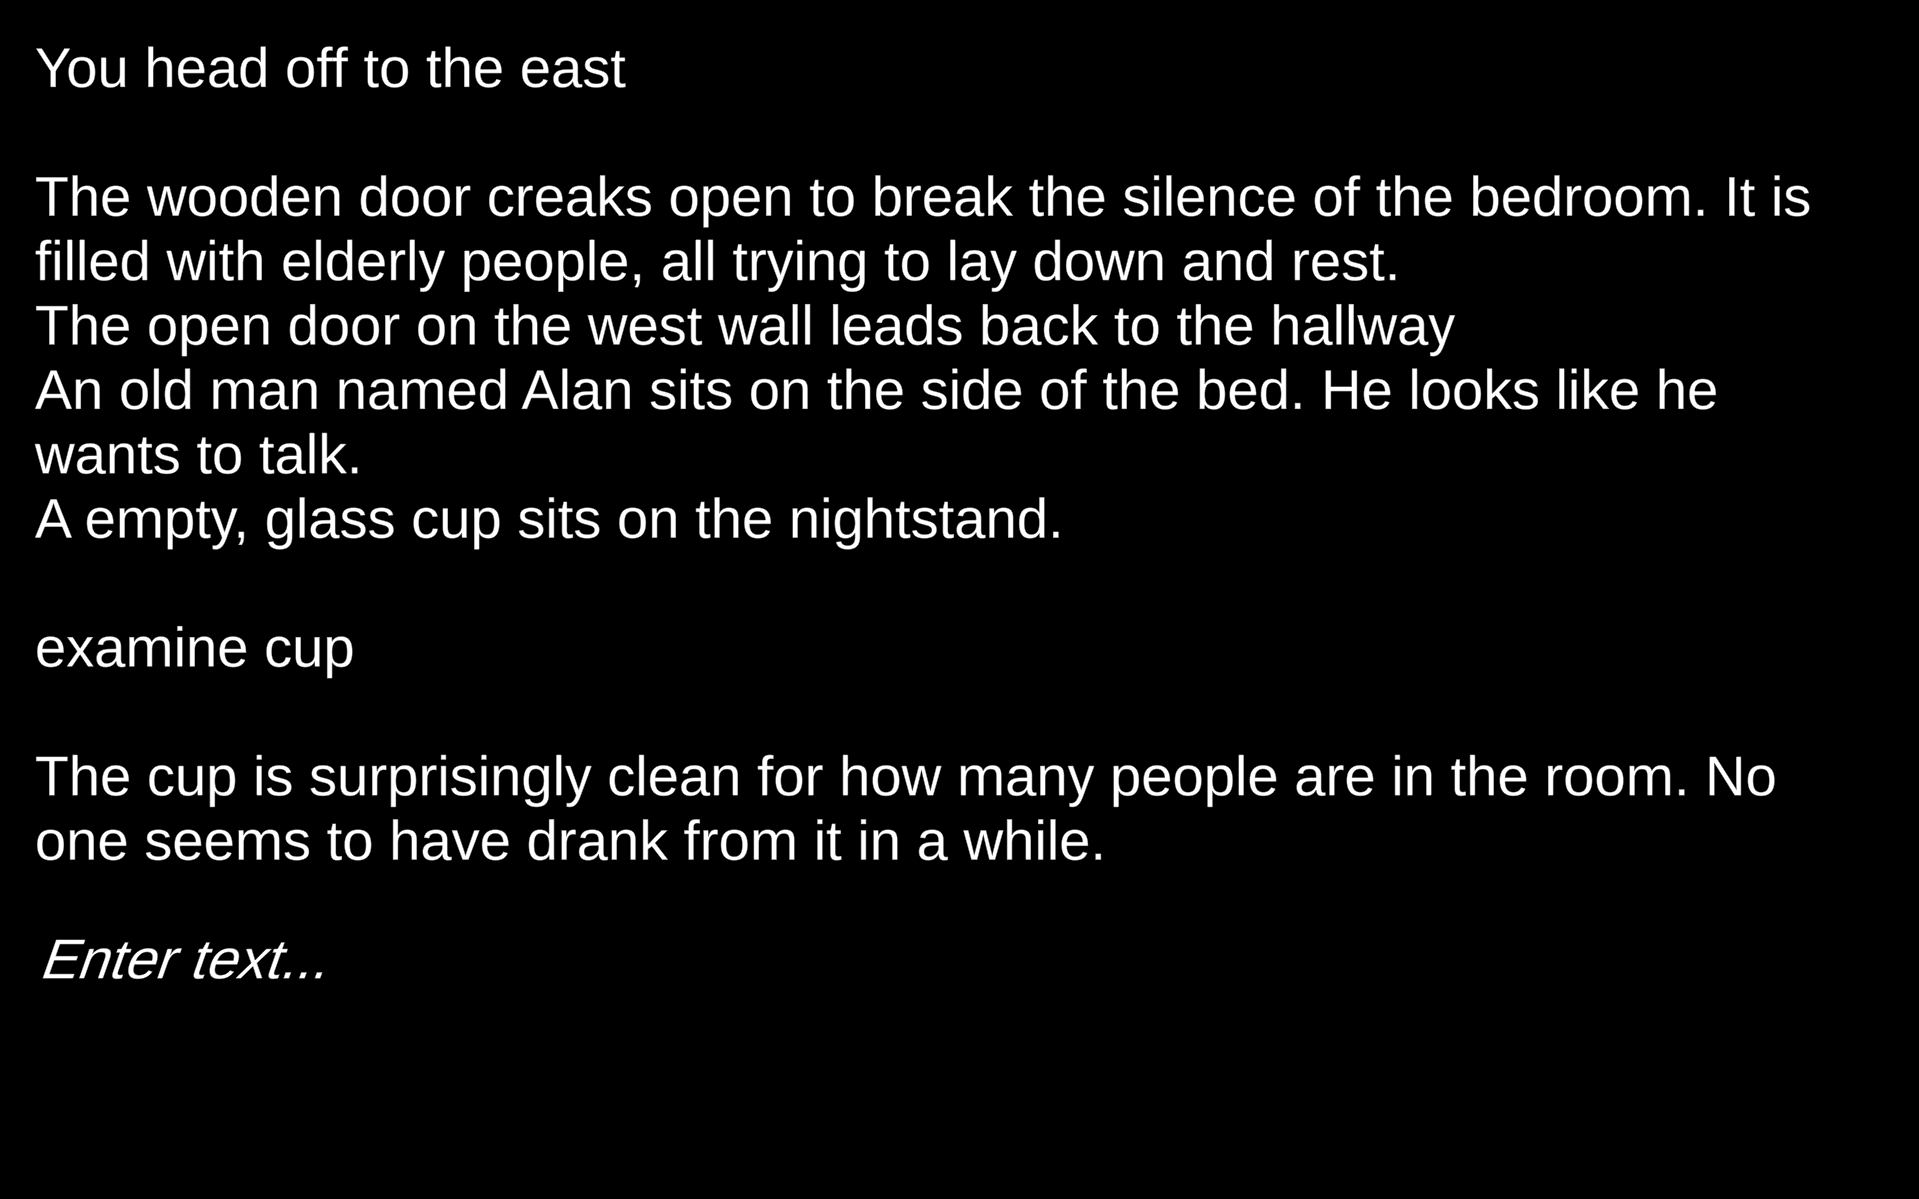 You head off to the east
The wooden door creaks open to break the silence of the bedroom. It is
filled with elderly people, all trying to lay down and rest.
The open door on the west wall leads back to the hallway
An old man named Alan sits on the side of the bed. He looks like he
wants to talk.
A empty, glass cup sits on the nightstand.
examine cup
The cup is surprisingly clean for how many people are in the room. No
one seems to have drank from it in a while.
Enter text...